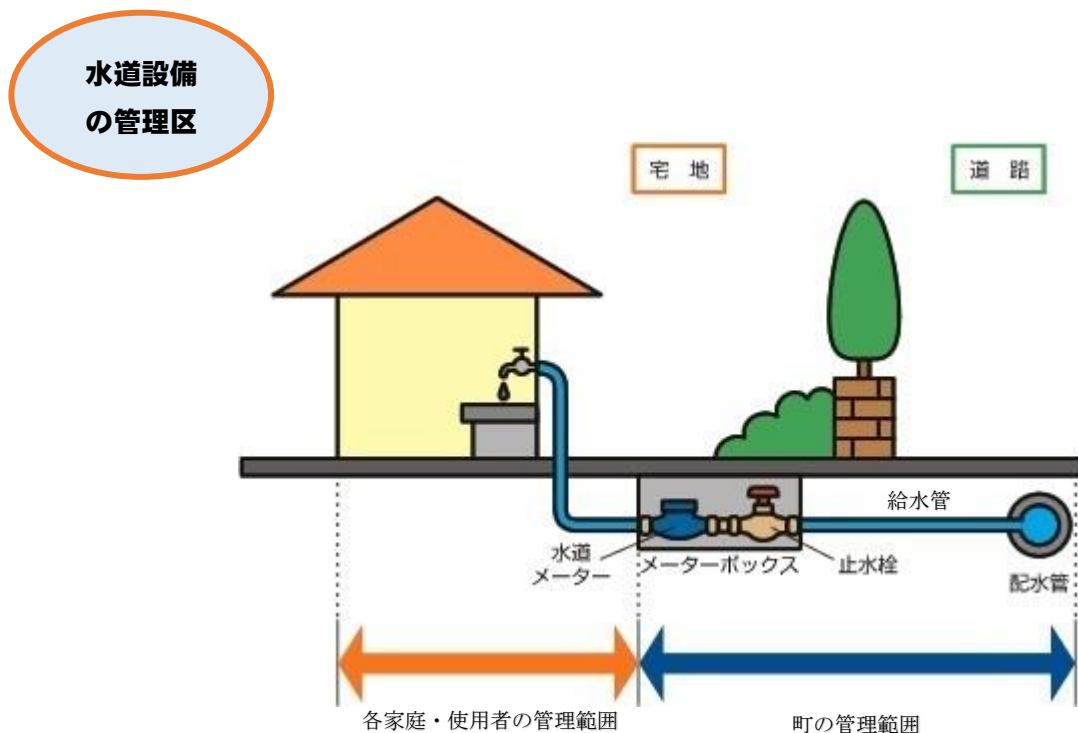 水道設備
の管理区
宅 地
道 路
給水管
水道
メーター
メーターボックス
止水栓
配水管
各家庭・使用者の管理範囲
町の管理範囲